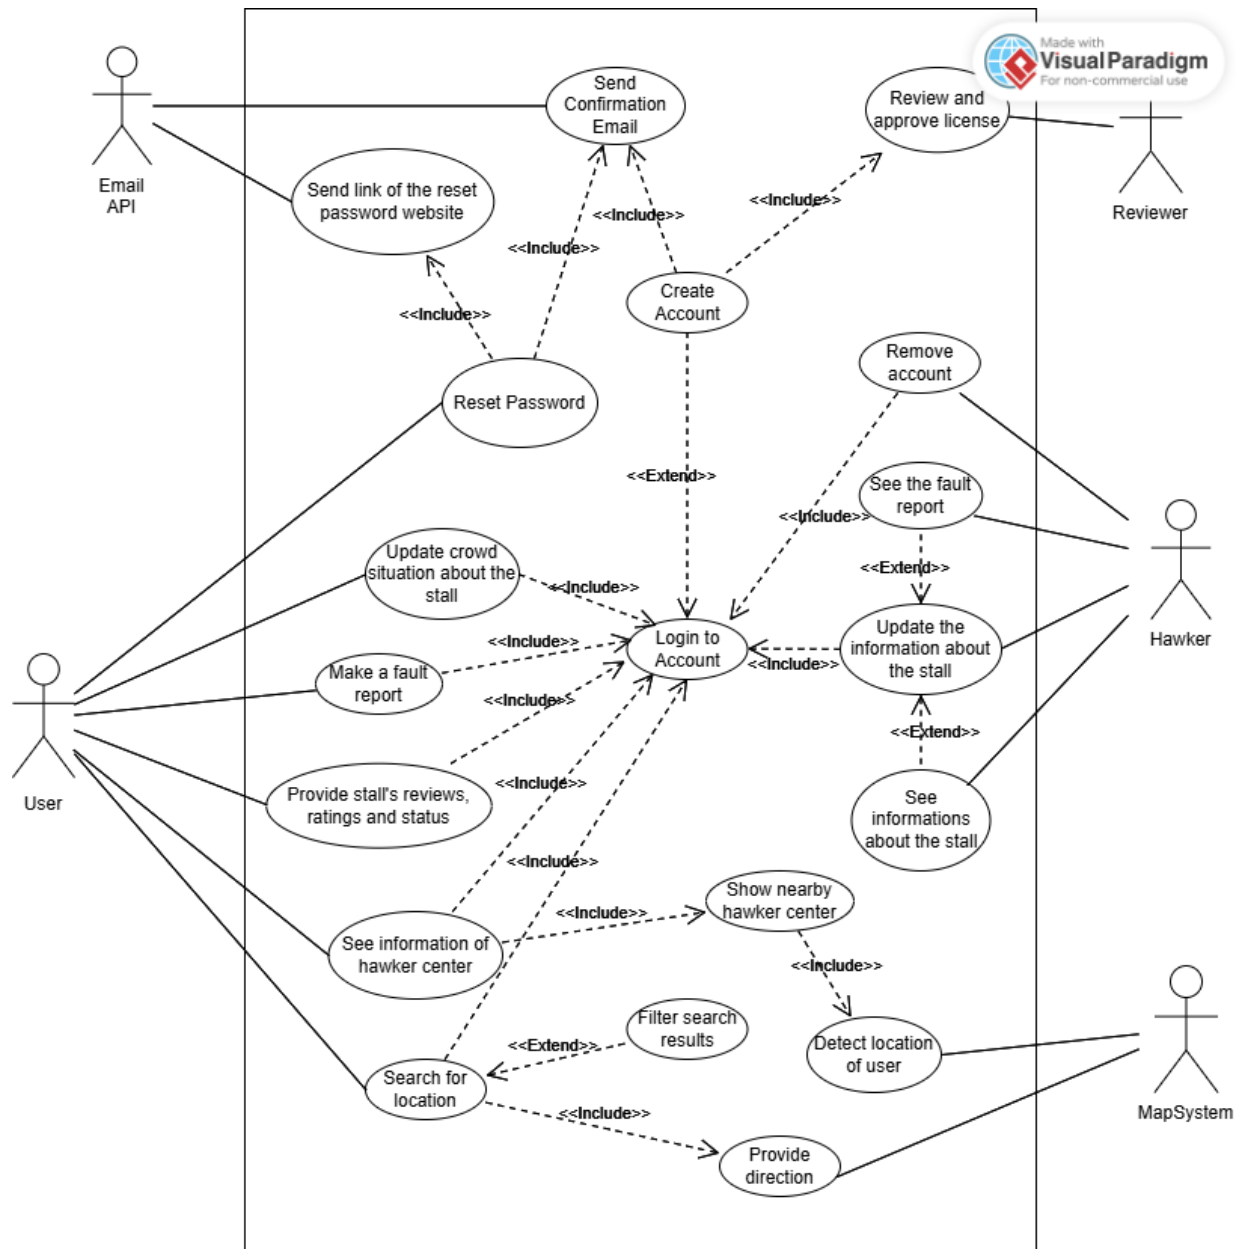 Made with
Visual Paradigm
For non-commercial use
Send
Confirmation
Email
Review and
approve license
Email
API
Send link of the reset
password website
Reviewer
<<Include>>
<<Include>>
<<Include>>
<<Include>>
Create
Account
Remove
account
Reset Password
<<Extend>>
See the fault
report
<<Include>>
Update crowd
situation about the
stall
<<Include>>
<<Extend>>
Hawker
Login to
Account
Update the
information about
the stall
<<Include>>
<<Include>>
Make a fault
report
<<Include>>
<<Extend>>
User
Provide stall's reviews,
ratings and status
<<Include>>
See
informations
about the stall
<<Include>>
Show nearby
hawker center
<<Include>>
See information of
hawker center
<<Include>>
Filter search
results
<<Extend>>
Detect location
of user
Search for
location
<<Include>>
MapSystem
Provide
direction